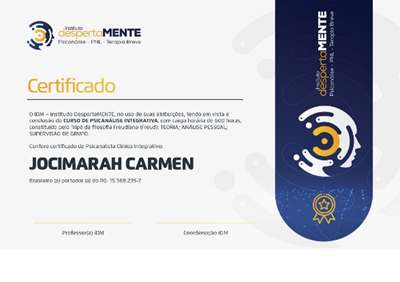 Instituto
despertaMENTE
Psicanálise - PNL - Terapia Breve
Certificado
O IDM – Instituto DespertaMENTE, no uso de suas atribuições, tendo em vista a
conclusão do CURSO DE PSICANÁLISE INTEGRATIVA, com carga horária de 600 horas,
constituído pelo Tripé da filosofia Freudiana (Freud): TEORIA; ANÁLISE PESSOAL;
SUPERVISÃO DE GRUPO.
Confere certificado de Psicanalista Clínico Integrativo:
JOCIMARAH CARMEN
Brasileiro (a) portador (a) do RG: 15.368.235-7
Professor(a) IDM
Coordenação IDM
Instituto
despertaMENTE
Psicanálise - PNL - Terapia Breve